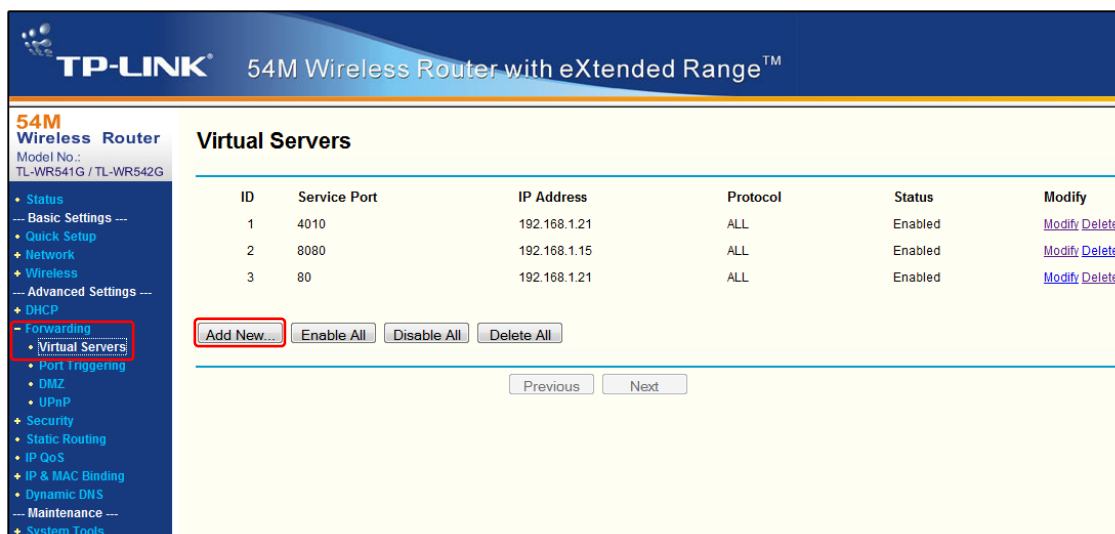 TP-LINK® 54M Wireless Router with eXtended Range™
54M
Wireless Router
Model No.:
TL-WR541G / TL-WR542G
• Status
--- Basic Settings ---
• Quick Setup
+ Network
+ Wireless
--- Advanced Settings ---
+ DHCP
− Forwarding
• Virtual Servers
• Port Triggering
• DMZ
• UPnP
+ Security
• Static Routing
• IP QoS
+ IP & MAC Binding
• Dynamic DNS
--- Maintenance ---
+ System Tools
Virtual Servers
ID Service Port IP Address Protocol Status Modify
1 4010 192.168.1.21 ALL Enabled Modify Delete
2 8080 192.168.1.15 ALL Enabled Modify Delete
3 80 192.168.1.21 ALL Enabled Modify Delete
Add New... Enable All Disable All Delete All
Previous Next